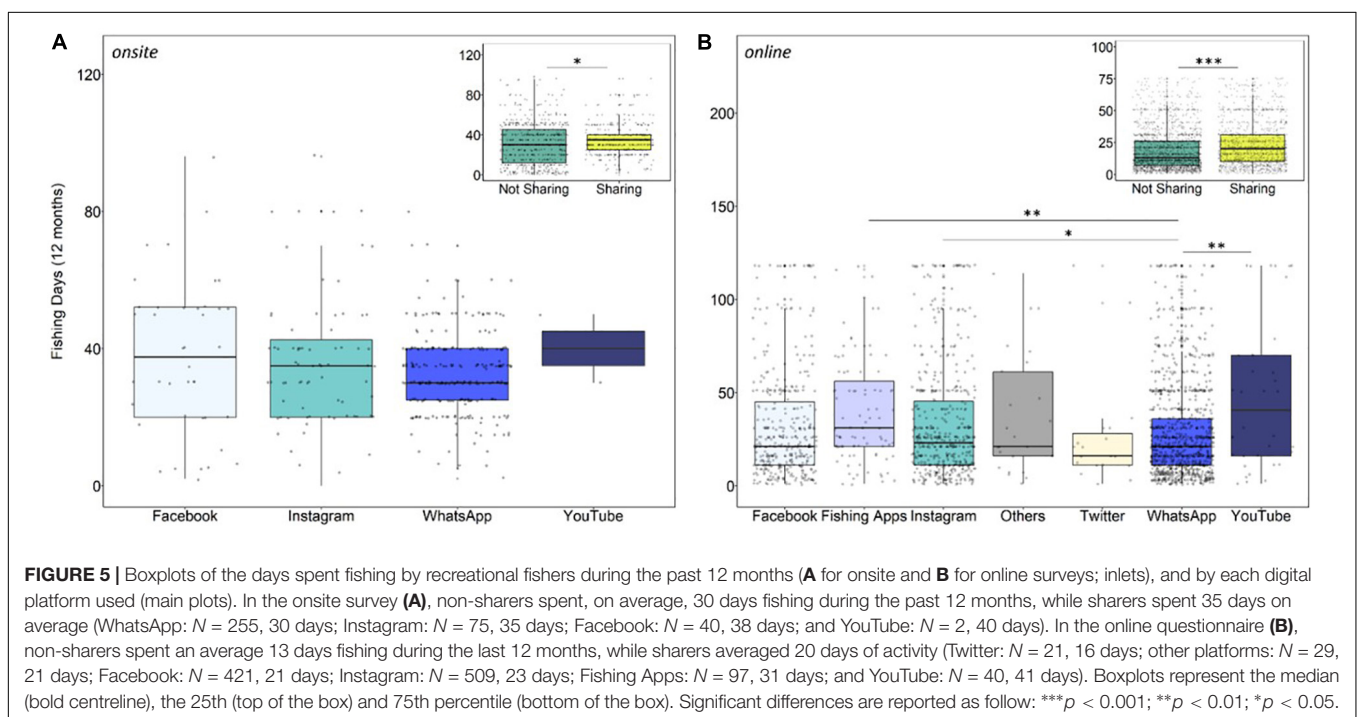 A
onsite
120
80
40
0
Fishing Days (12 months)
Facebook
Instagram
WhatsApp
YouTube
120
80
40
0
*
Not Sharing
Sharing
B
online
200
150
100
50
0
**
*
**
Facebook
Fishing Apps
Instagram
Others
Twitter
WhatsApp
YouTube
100
75
50
25
0
***
Not Sharing
Sharing
FIGURE 5 | Boxplots of the days spent fishing by recreational fishers during the past 12 months (A for onsite and B for online surveys; inlets), and by each digital
platform used (main plots). In the onsite survey (A), non-sharers spent, on average, 30 days fishing during the past 12 months, while sharers spent 35 days on
average (WhatsApp: N = 255, 30 days; Instagram: N = 75, 35 days; Facebook: N = 40, 38 days; and YouTube: N = 2, 40 days). In the online questionnaire (B),
non-sharers spent an average 13 days fishing during the last 12 months, while sharers averaged 20 days of activity (Twitter: N = 21, 16 days; other platforms: N = 29,
21 days; Facebook: N = 421, 21 days; Instagram: N = 509, 23 days; Fishing Apps: N = 97, 31 days; and YouTube: N = 40, 41 days). Boxplots represent the median
(bold centreline), the 25th (top of the box) and 75th percentile (bottom of the box). Significant differences are reported as follow: ***p < 0.001; **p < 0.01; *p < 0.05.